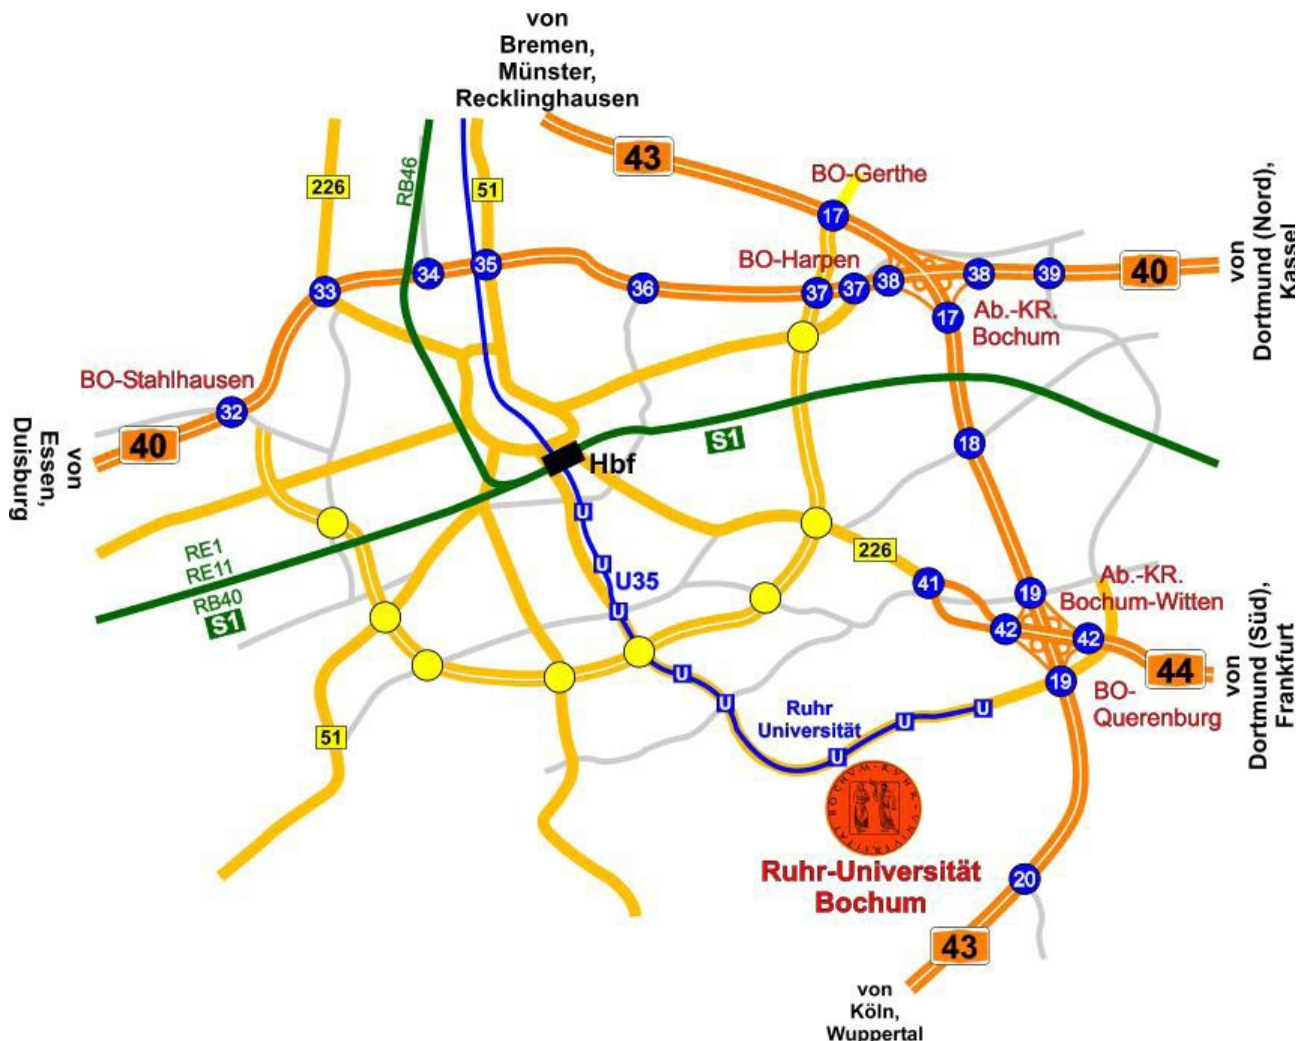 von
Bremen,
Münster,
Recklinghausen
43
BO-Gerthe
226
RB46
51
17
von
Dortmund (Nord),
Kassel
BO-Harpen
35
34
33
36
37
37
38
38
39
40
17
Ab.-KR.
Bochum
BO-Stahlhausen
32
40
von
Essen,
Duisburg
S1
18
Hbf
U
RE1
RE11
RB40
S1
226
U
U35
U
41
19
Ab.-KR.
Bochum-Witten
42
42
44
von
Dortmund (Süd),
Frankfurt
U
U
19
BO-
Querenburg
Ruhr
Universität
U
U
U
51
BOCHUM·RUHR-UNIVERSITÄT
Ruhr-Universität
Bochum
20
43
von
Köln,
Wuppertal